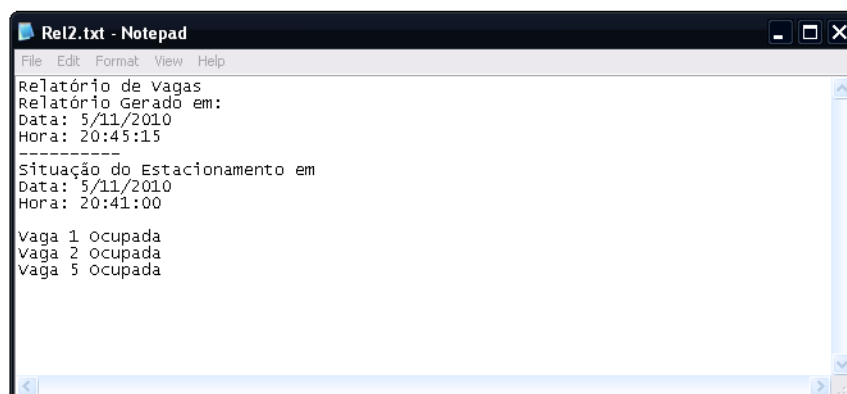 Rel2.txt - Notepad
File Edit Format View Help
Relatório de Vagas
Relatório Gerado em:
Data: 5/11/2010
Hora: 20:45:15
----------
Situação do Estacionamento em
Data: 5/11/2010
Hora: 20:41:00
Vaga 1 Ocupada
Vaga 2 Ocupada
Vaga 5 Ocupada